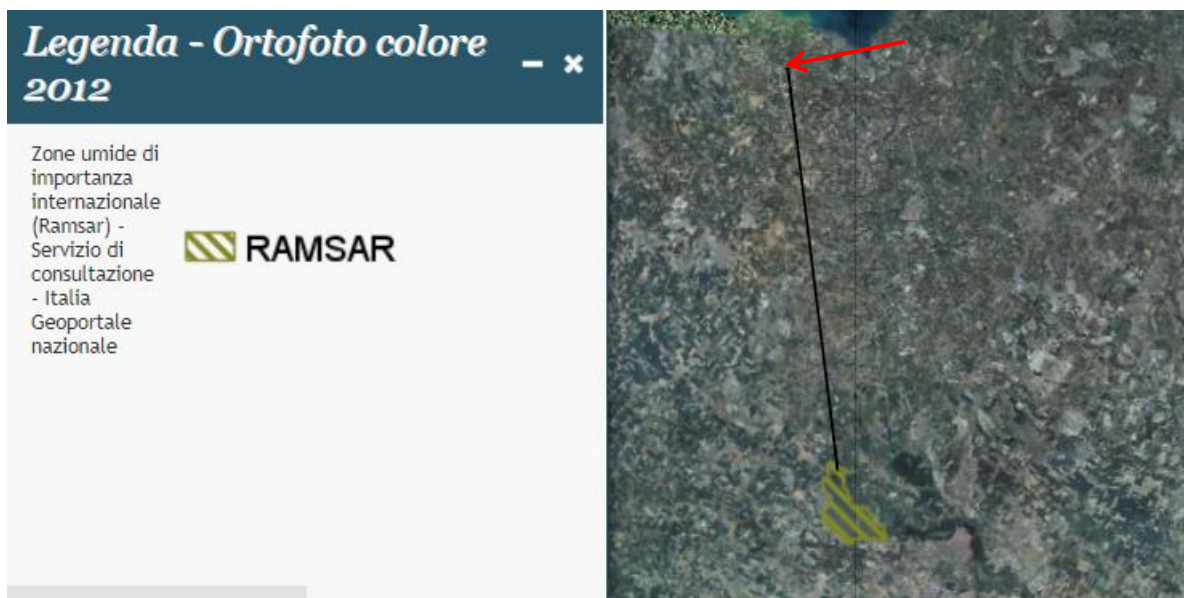 Legenda - Ortofoto colore
2012
Zone umide di
importanza
internazionale
(Ramsar) -
Servizio di
consultazione
- Italia
Geoportale
nazionale
RAMSAR